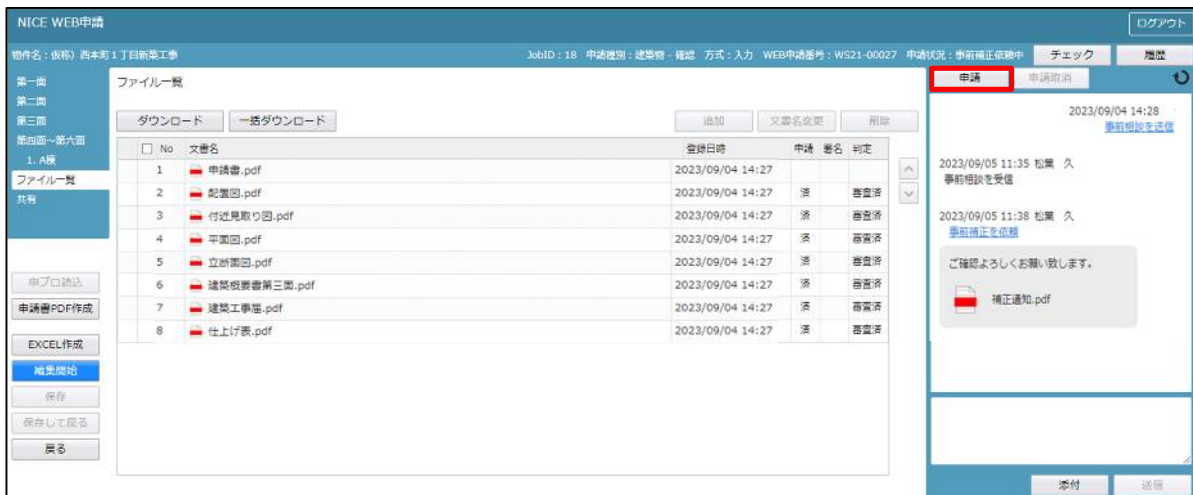 NICE WEB申請
ログアウト
物件名：仮称）西本町１丁目新築工事 JobID：18 申請種別：建築物 - 確認 方式：入力 WEB申請番号：WS21-00027 申請状況：事前補正依頼中 チェック 履歴
第一面
第二面
第三面
第四面～第六面
1. A棟
ファイル一覧
共有
申プロ読込
申請書PDF作成
EXCEL作成
編集開始
保存
保存して戻る
戻る
ファイル一覧
ダウンロード 一括ダウンロード 追加 文書名変更 削除
No 文書名 登録日時 申請 署名 判定
1 申請書.pdf 2023/09/04 14:27
2 配置図.pdf 2023/09/04 14:27 済 審査済
3 付近見取り図.pdf 2023/09/04 14:27 済 審査済
4 平面図.pdf 2023/09/04 14:27 済 審査済
5 立断面図.pdf 2023/09/04 14:27 済 審査済
6 建築概要書第三面.pdf 2023/09/04 14:27 済 審査済
7 建築工事届.pdf 2023/09/04 14:27 済 審査済
8 仕上げ表.pdf 2023/09/04 14:27 済 審査済
申請 申請取消
2023/09/04 14:28
事前相談を送信
2023/09/05 11:35 松葉 久
事前相談を受信
2023/09/05 11:38 松葉 久
事前補正を依頼
ご確認よろしくお願い致します。
補正通知.pdf
添付 送信